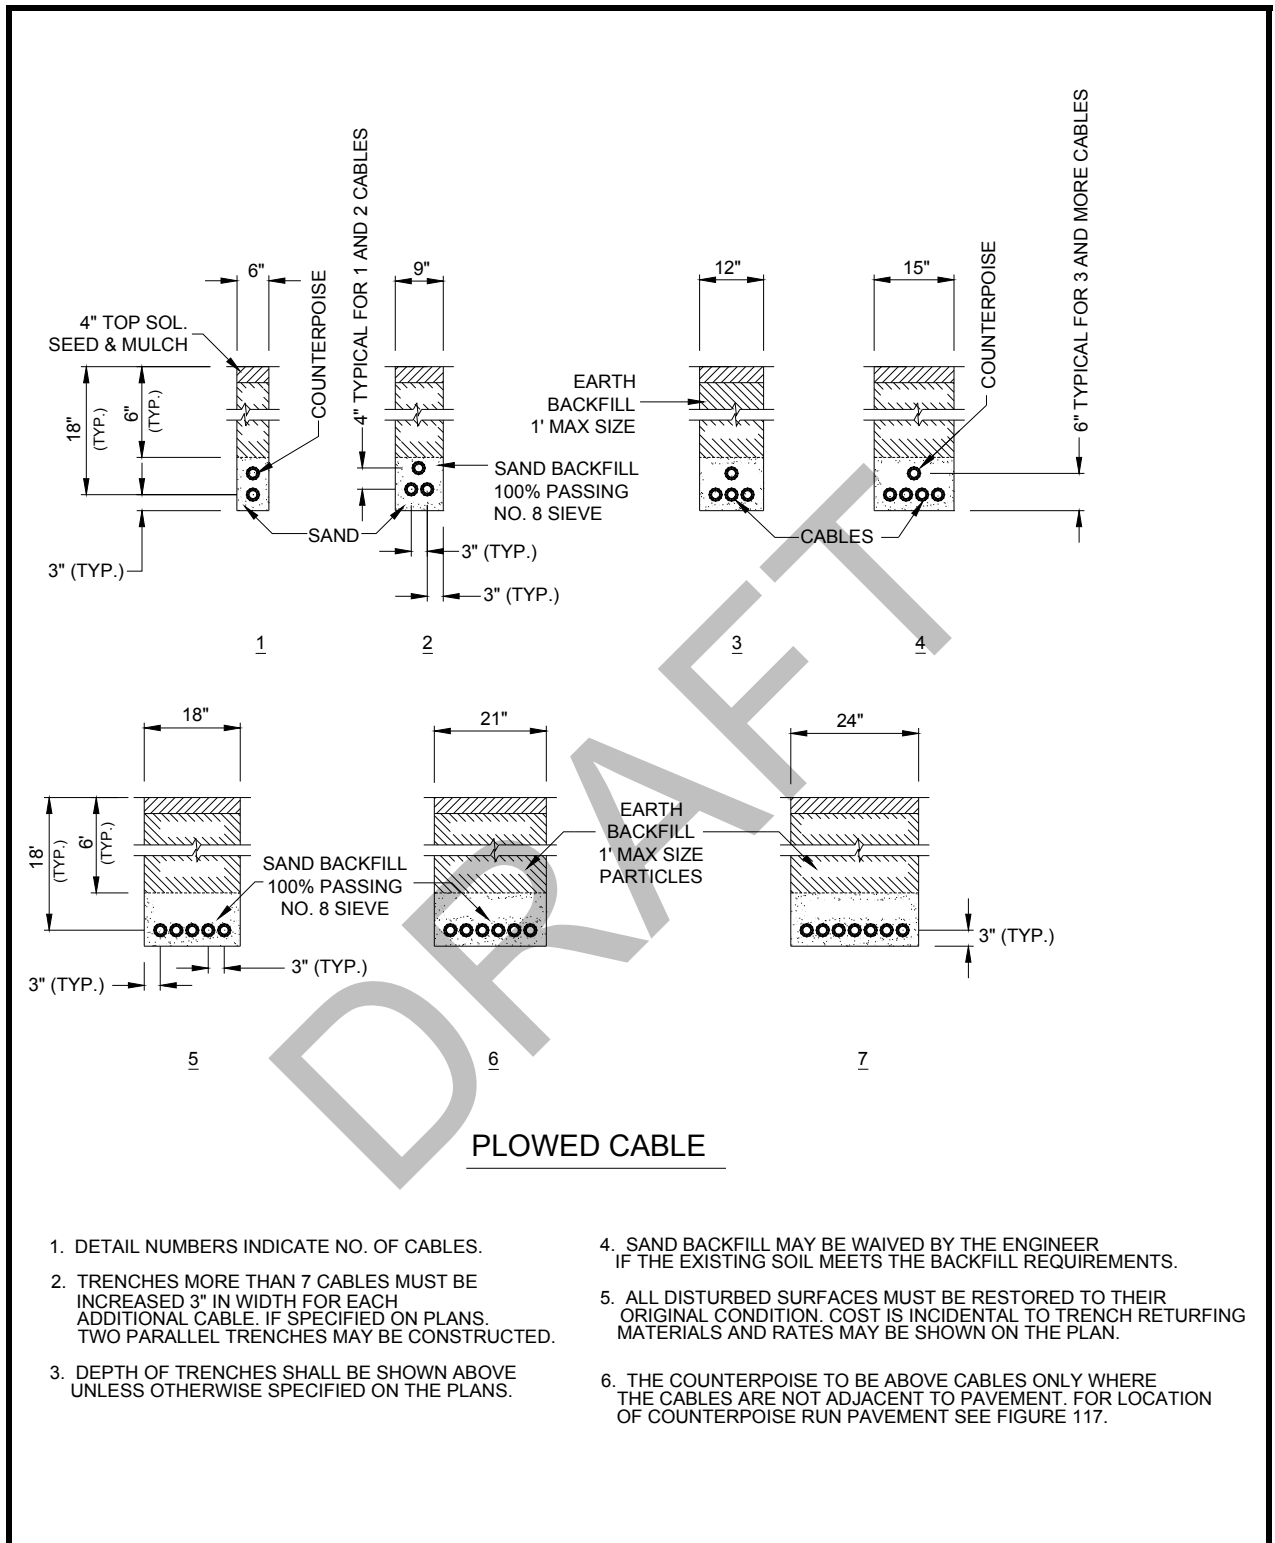 4" TYPICAL FOR 1 AND 2 CABLES
6" TYPICAL FOR 3 AND MORE CABLES
6"
9"
12"
15"
COUNTERPOISE
COUNTERPOISE
4" TOP SOL.
SEED & MULCH
18"
(TYP.)
6"
(TYP.)
EARTH
BACKFILL
1' MAX SIZE
SAND BACKFILL
100% PASSING
NO. 8 SIEVE
SAND
CABLES
3" (TYP.)
3" (TYP.)
3" (TYP.)
1
2
3
4
18"
21"
24"
18'
(TYP.)
6'
(TYP.)
SAND BACKFILL
100% PASSING
NO. 8 SIEVE
EARTH
BACKFILL
1' MAX SIZE
PARTICLES
3" (TYP.)
3" (TYP.)
3" (TYP.)
5
6
7
DRAFT
PLOWED CABLE
1. DETAIL NUMBERS INDICATE NO. OF CABLES.
2. TRENCHES MORE THAN 7 CABLES MUST BE
INCREASED 3" IN WIDTH FOR EACH
ADDITIONAL CABLE. IF SPECIFIED ON PLANS.
TWO PARALLEL TRENCHES MAY BE CONSTRUCTED.
3. DEPTH OF TRENCHES SHALL BE SHOWN ABOVE
UNLESS OTHERWISE SPECIFIED ON THE PLANS.
4. SAND BACKFILL MAY BE WAIVED BY THE ENGINEER
IF THE EXISTING SOIL MEETS THE BACKFILL REQUIREMENTS.
5. ALL DISTURBED SURFACES MUST BE RESTORED TO THEIR
ORIGINAL CONDITION. COST IS INCIDENTAL TO TRENCH RETURFING
MATERIALS AND RATES MAY BE SHOWN ON THE PLAN.
6. THE COUNTERPOISE TO BE ABOVE CABLES ONLY WHERE
THE CABLES ARE NOT ADJACENT TO PAVEMENT. FOR LOCATION
OF COUNTERPOISE RUN PAVEMENT SEE FIGURE 117.